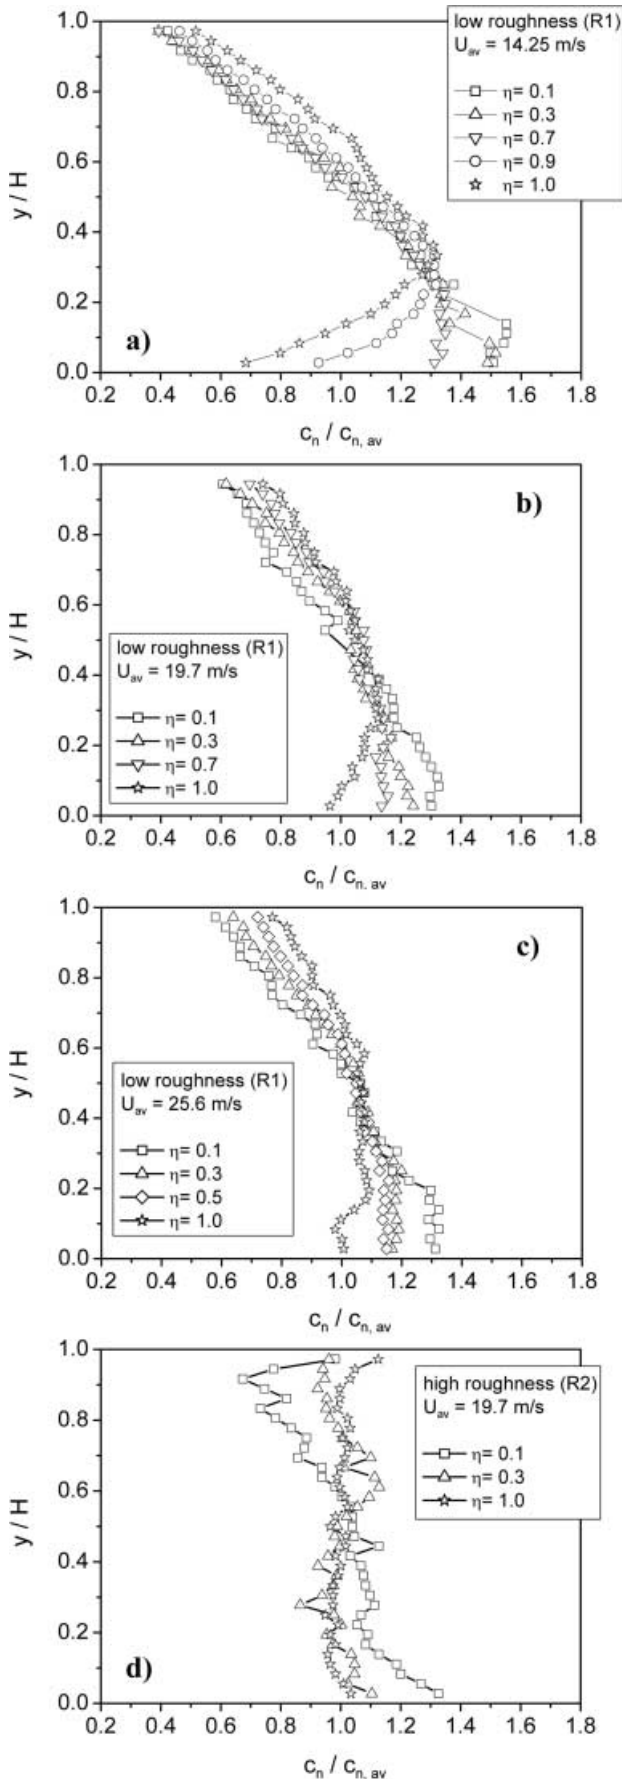 1.0
0.8
0.6
0.4
0.2
0.0
y / H
low roughness (R1)
U_av = 14.25 m/s
η= 0.1
η= 0.3
η= 0.7
η= 0.9
η= 1.0
a)
0.2 0.4 0.6 0.8 1.0 1.2 1.4 1.6 1.8
c_n / c_n, av
1.0
0.8
0.6
0.4
0.2
0.0
y / H
b)
low roughness (R1)
U_av = 19.7 m/s
η= 0.1
η= 0.3
η= 0.7
η= 1.0
0.2 0.4 0.6 0.8 1.0 1.2 1.4 1.6 1.8
c_n / c_n, av
1.0
0.8
0.6
0.4
0.2
0.0
y / H
c)
low roughness (R1)
U_av = 25.6 m/s
η= 0.1
η= 0.3
η= 0.5
η= 1.0
0.2 0.4 0.6 0.8 1.0 1.2 1.4 1.6 1.8
c_n / c_n, av
1.0
0.8
0.6
0.4
0.2
0.0
y / H
high roughness (R2)
U_av = 19.7 m/s
η= 0.1
η= 0.3
η= 1.0
d)
0.2 0.4 0.6 0.8 1.0 1.2 1.4 1.6 1.8
c_n / c_n, av